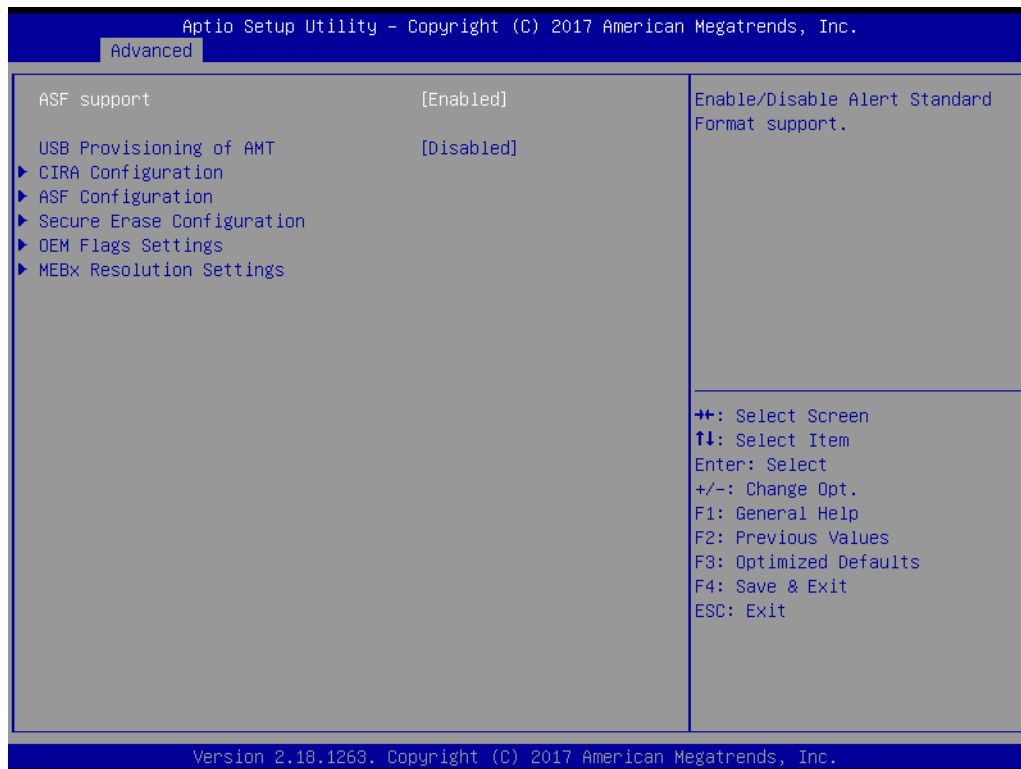 Aptio Setup Utility – Copyright (C) 2017 American Megatrends, Inc.
Advanced
ASF support [Enabled]
USB Provisioning of AMT [Disabled]
▶ CIRA Configuration
▶ ASF Configuration
▶ Secure Erase Configuration
▶ OEM Flags Settings
▶ MEBx Resolution Settings
Enable/Disable Alert Standard
Format support.
→←: Select Screen
↑↓: Select Item
Enter: Select
+/-: Change Opt.
F1: General Help
F2: Previous Values
F3: Optimized Defaults
F4: Save & Exit
ESC: Exit
Version 2.18.1263. Copyright (C) 2017 American Megatrends, Inc.